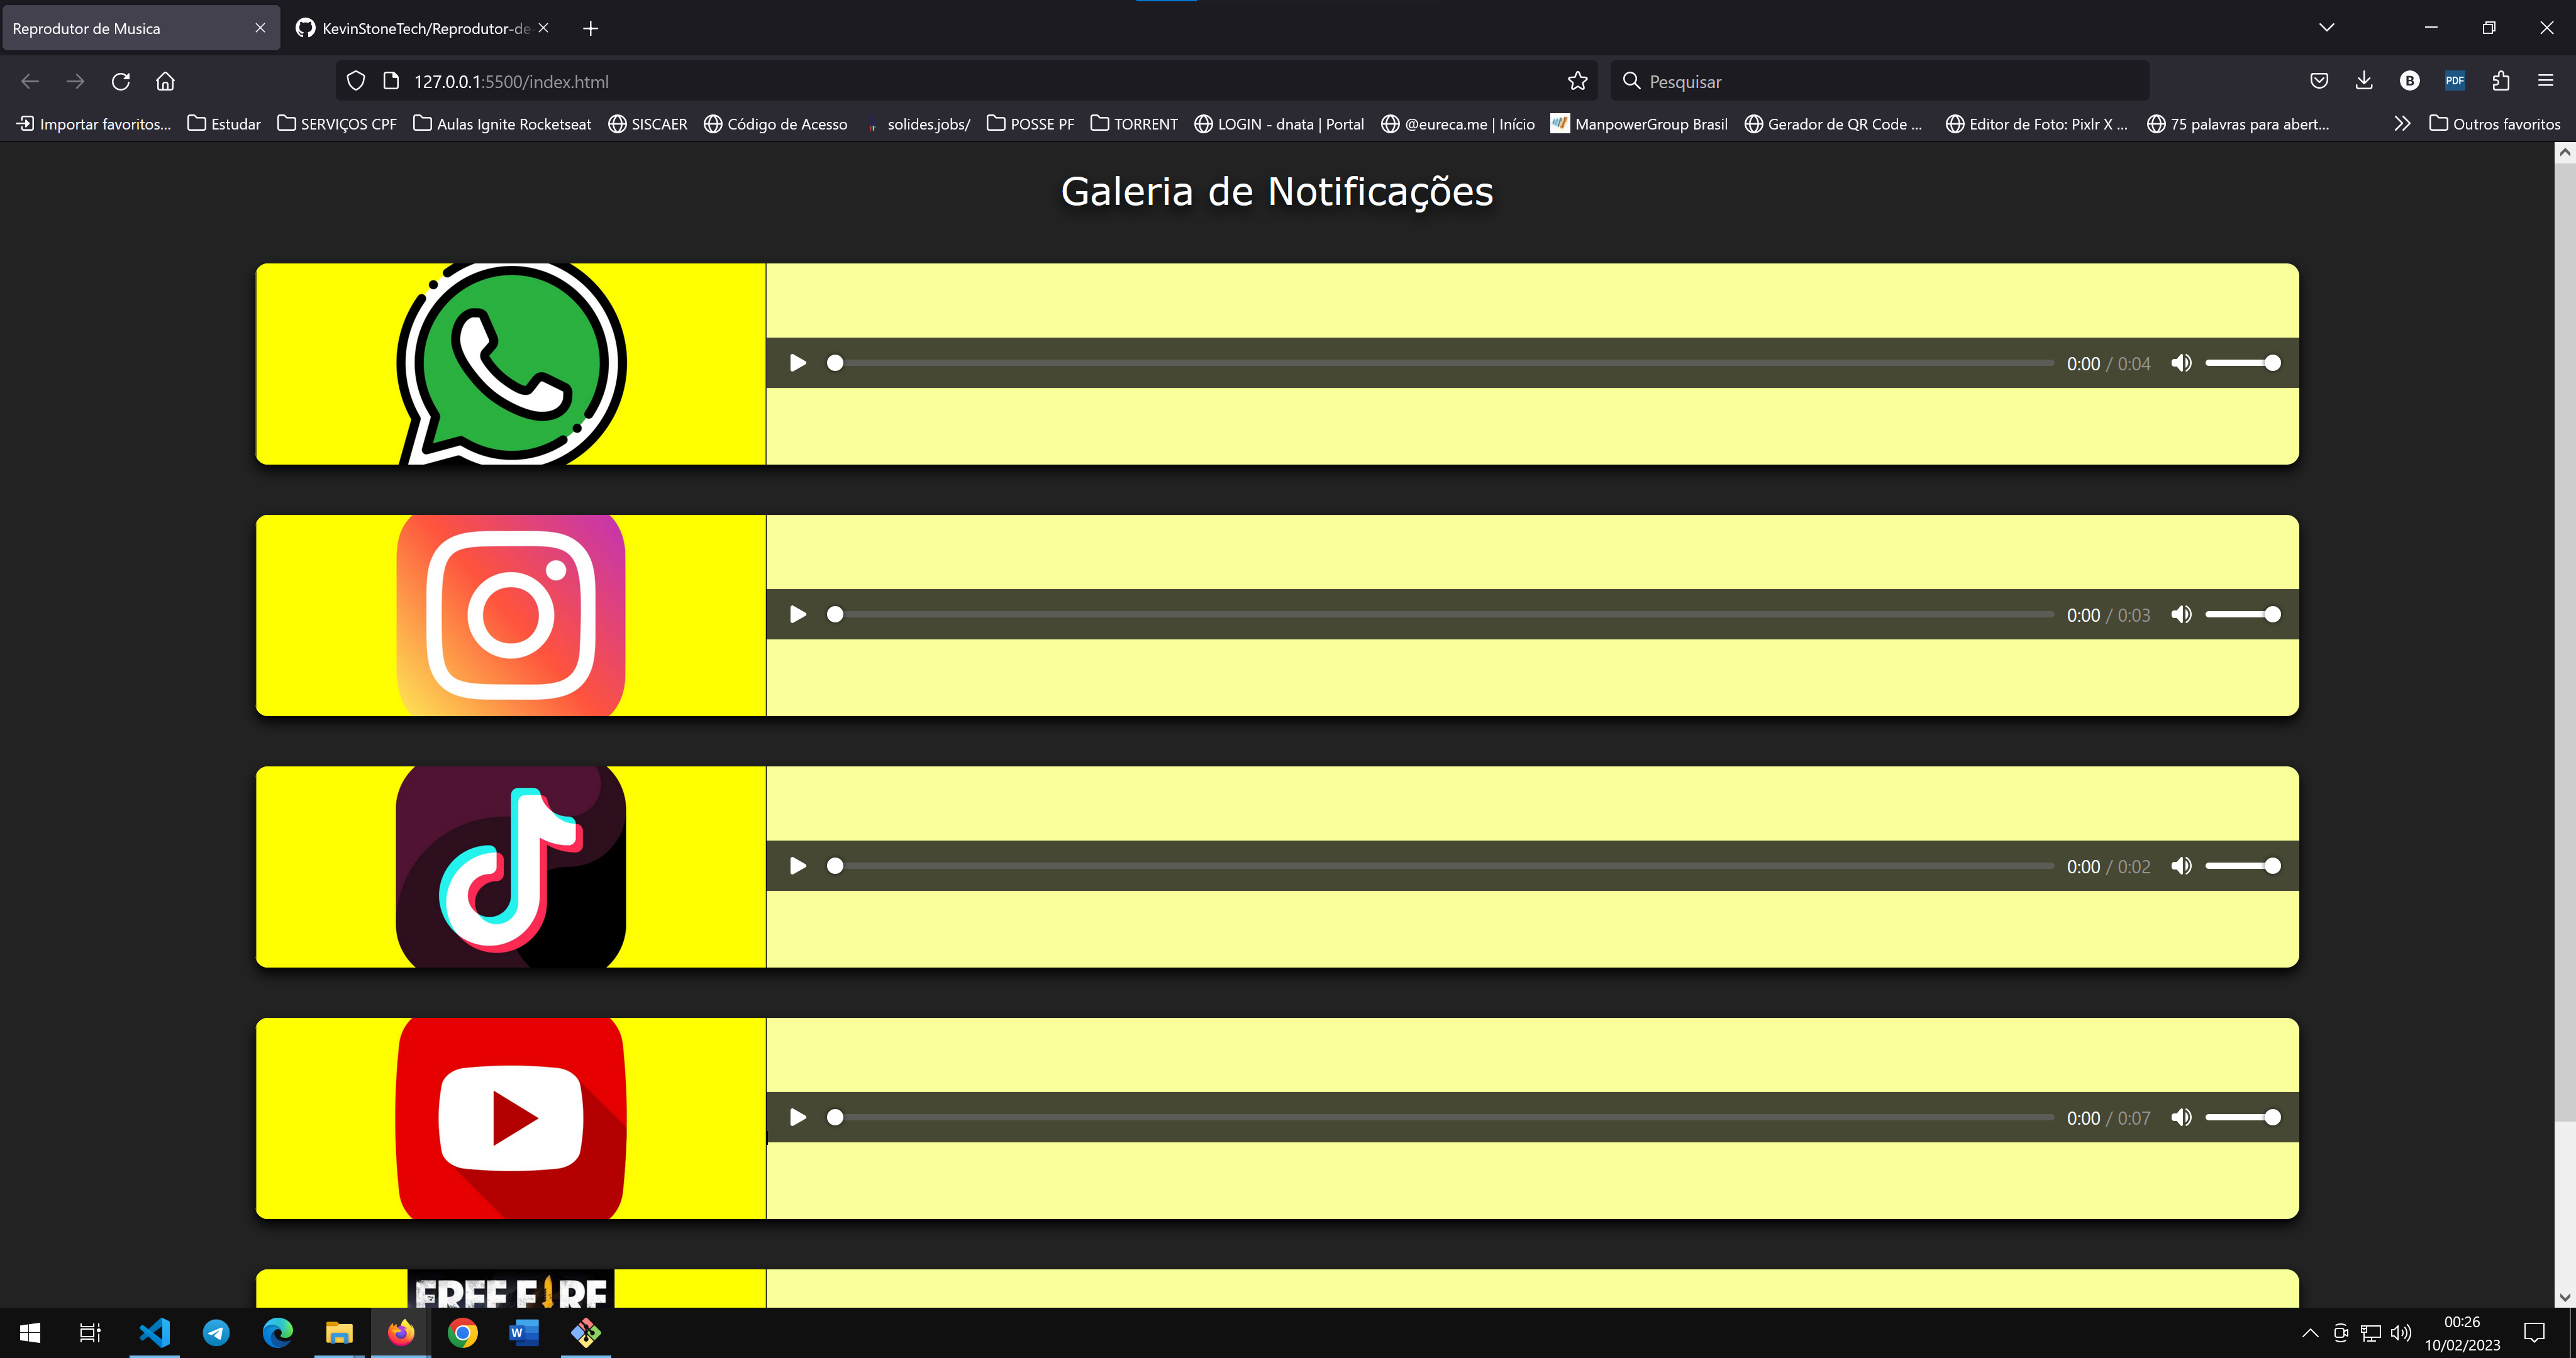 Reprodutor de Musica
KevinStoneTech/Reprodutor-de-
127.0.0.1:5500/index.html
Pesquisar
B
PDF
Importar favoritos...
Estudar
SERVIÇOS CPF
Aulas Ignite Rocketseat
SISCAER
Código de Acesso
solides.jobs/
POSSE PF
TORRENT
LOGIN - dnata | Portal
@eureca.me | Início
ManpowerGroup Brasil
Gerador de QR Code ...
Editor de Foto: Pixlr X ...
75 palavras para abert...
Outros favoritos
Galeria de Notificações
0:00 / 0:04
0:00 / 0:03
0:00 / 0:02
0:00 / 0:07
FREE FIRE
W
00:26
10/02/2023